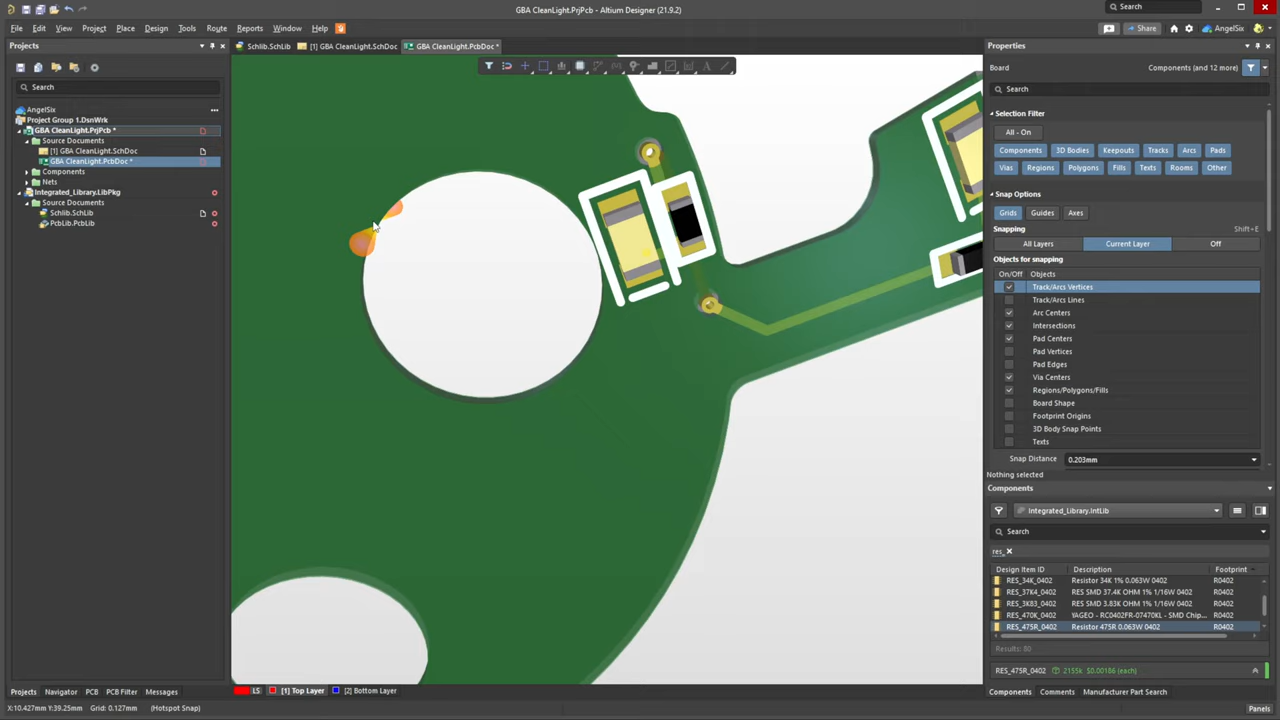 GBA CleanLight.PrjPcb - Altium Designer (21.9.2)
Search
File Edit View Project Place Design Tools Route Reports Window Help
Share
AngelSix
Projects
Schlib.SchLib
[1] GBA CleanLight.SchDoc
GBA CleanLight.PcbDoc *
Properties
Board
Components (and 12 more)
Search
Search
AngelSix
Project Group 1.DsnWrk
GBA CleanLight.PrjPcb *
Source Documents
[1] GBA CleanLight.SchDoc
GBA CleanLight.PcbDoc *
Components
Nets
Integrated_Library.LibPkg
Source Documents
Schlib.SchLib
PcbLib.PcbLib
Selection Filter
All - On
Components 3D Bodies Keepouts Tracks Arcs Pads
Vias Regions Polygons Fills Texts Rooms Other
Snap Options
Grids Guides Axes
Snapping Shift+E
All Layers Current Layer Off
Objects for snapping
On/Off Objects
Track/Arcs Vertices
Track/Arcs Lines
Arc Centers
Intersections
Pad Centers
Pad Vertices
Pad Edges
Via Centers
Regions/Polygons/Fills
Board Shape
Footprint Origins
3D Body Snap Points
Texts
Snap Distance 0.203mm
Nothing selected
Components
Integrated_Library.IntLib
Search
res_
Design Item ID Description Footprint
RES_34K_0402 Resistor 34K 1% 0.063W 0402 R0402
RES_37K4_0402 RES SMD 37.4K OHM 1% 1/16W 0402 R0402
RES_3K83_0402 RES SMD 3.83K OHM 1% 1/16W 0402 R0402
RES_470K_0402 YAGEO - RC0402FR-07470KL - SMD Chip... R0402
RES_475R_0402 Resistor 475R 0.063W 0402 R0402
Results: 80
RES_475R_0402 2155k $0.00186 (each)
Projects Navigator PCB PCB Filter Messages
LS [1] Top Layer [2] Bottom Layer
Components Comments Manufacturer Part Search
X:10.427mm Y:39.25mm Grid: 0.127mm (Hotspot Snap)
Panels